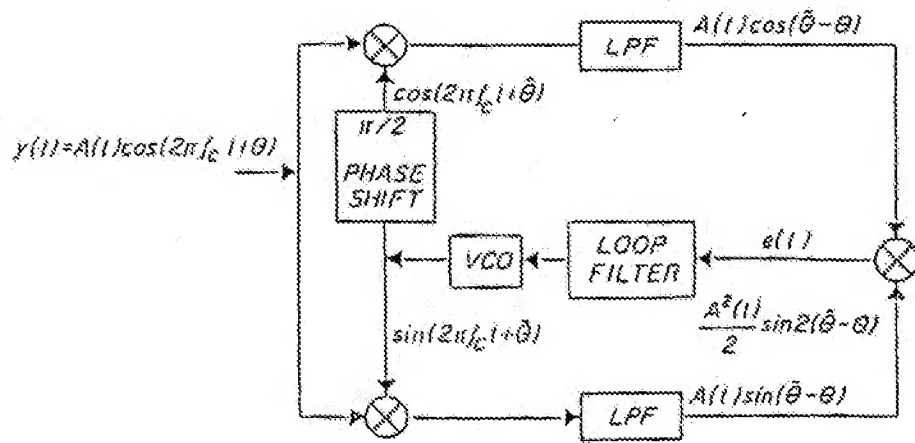 A(t)cos(θ̃-θ)
LPF
cos(2πf_c t+θ̂)
π/2
PHASE
SHIFT
y(t)=A(t)cos(2πf_c t+θ)
VCO
LOOP
FILTER
e(t)
A²(t)/2 sin2(θ̂-θ)
sin(2πf_c t+θ̂)
LPF
A(t)sin(θ̃-θ)